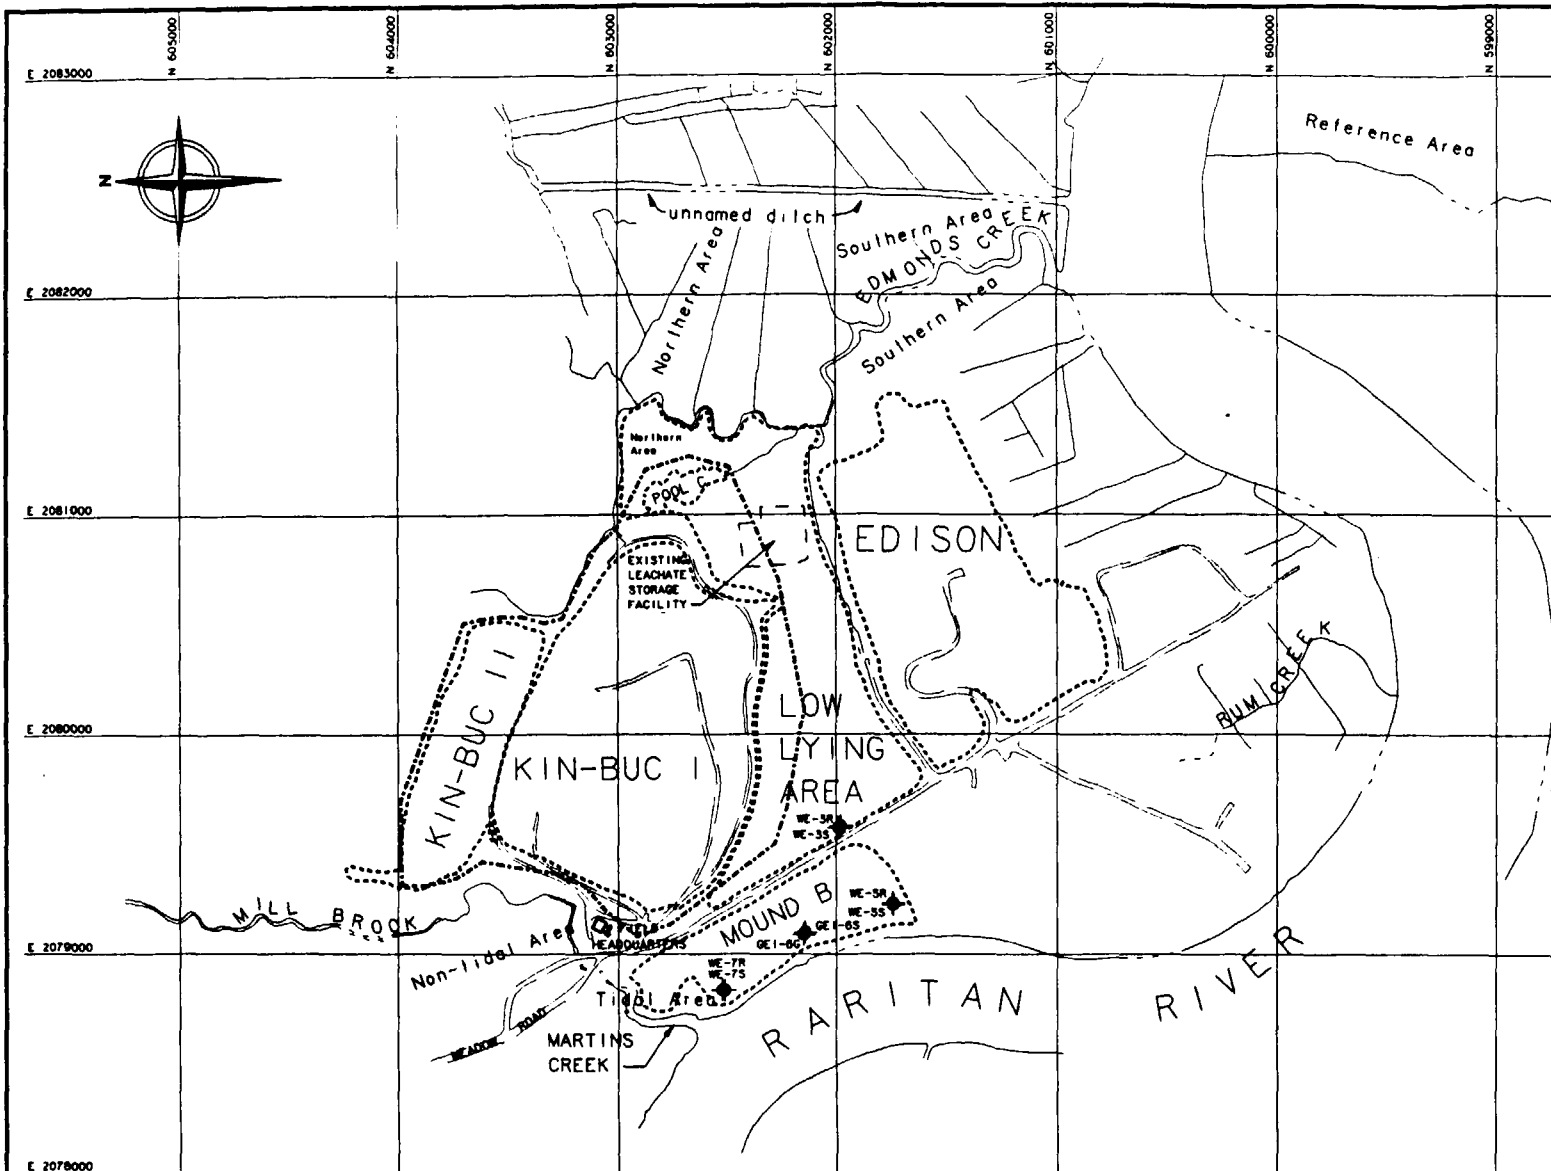 N 605000
N 604000
N 603000
N 602000
N 601000
N 600000
N 599000
E 2083000
Reference Area
N
unnamed ditch
Southern Area
EDMONDS CREEK
Northern Area
E 2082000
Southern Area
Northern
Area
POOL C
E 2081000
EDISON
EXISTING
LEACHATE
STORAGE
FACILITY
RUM CREEK
KIN-BUC II
LOW
LYING
AREA
E 2080000
KIN-BUC I
WE-3R
WE-3S
WE-5R
WE-5S
MOUND B
MILL BROOK
GEI-6S
GEI-6G
HEADQUARTERS
E 2079000
Non-tidal Area
WE-7R
WE-7S
Tidal Area
RARITAN RIVER
MEADOW ROAD
MARTINS
CREEK
E 2078000